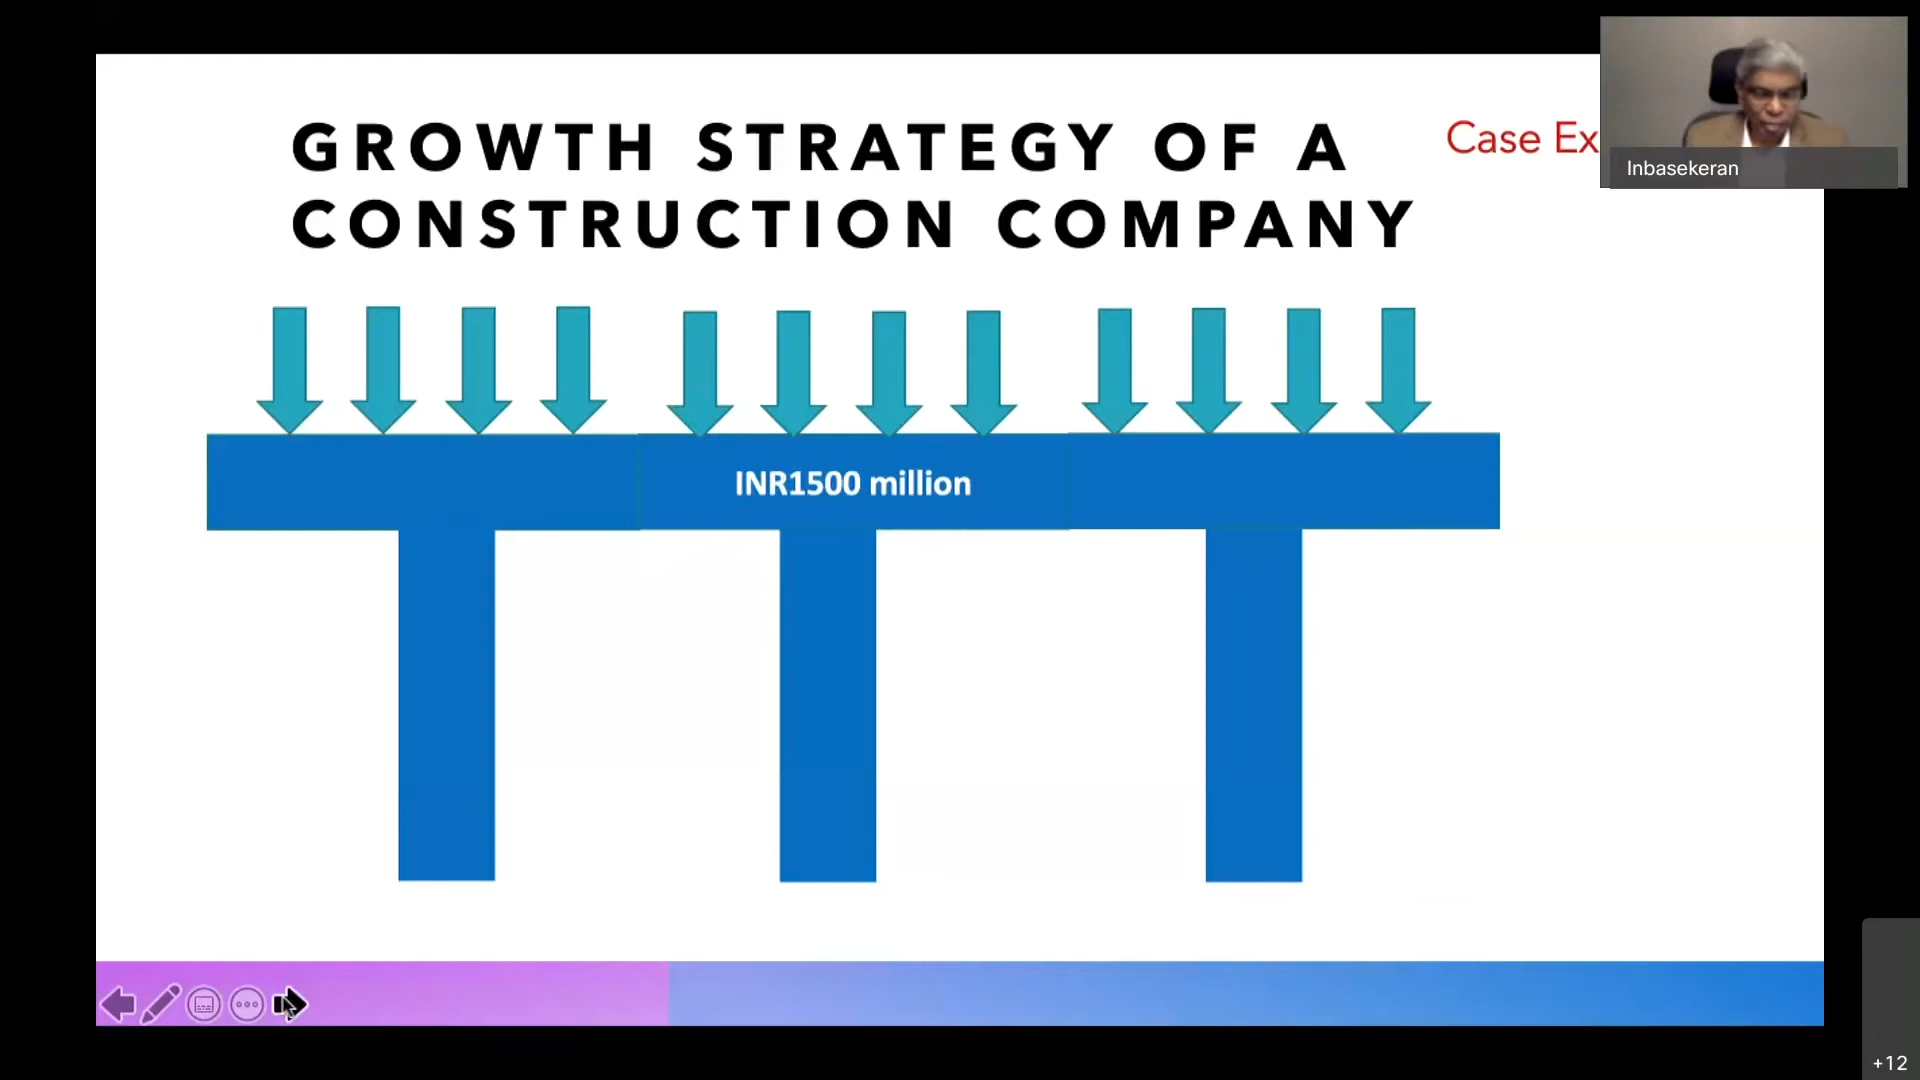 GROWTH STRATEGY OF A
CONSTRUCTION COMPANY
Case Ex
Inbasekeran
INR1500 million
+12